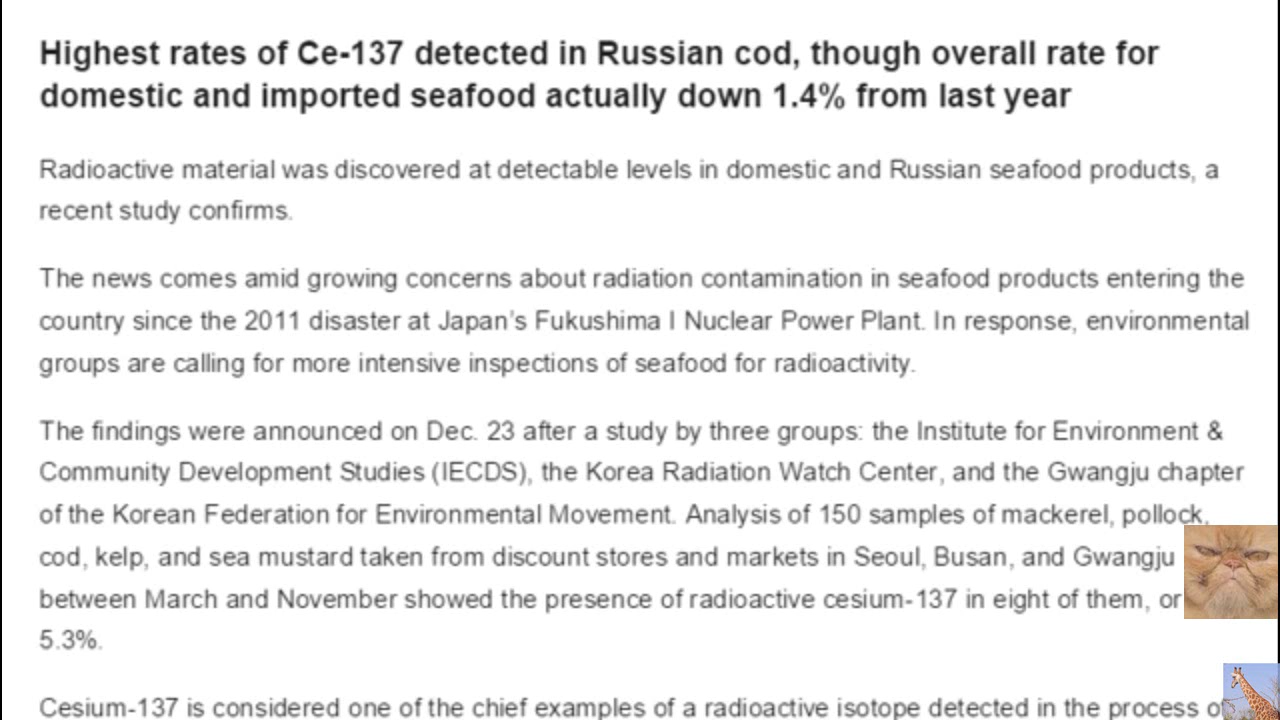 Highest rates of Ce-137 detected in Russian cod, though overall rate for
domestic and imported seafood actually down 1.4% from last year
Radioactive material was discovered at detectable levels in domestic and Russian seafood products, a
recent study confirms.
The news comes amid growing concerns about radiation contamination in seafood products entering the
country since the 2011 disaster at Japan's Fukushima I Nuclear Power Plant. In response, environmental
groups are calling for more intensive inspections of seafood for radioactivity.
The findings were announced on Dec. 23 after a study by three groups: the Institute for Environment &
Community Development Studies (IECDS), the Korea Radiation Watch Center, and the Gwangju chapter
of the Korean Federation for Environmental Movement. Analysis of 150 samples of mackerel, pollock,
cod, kelp, and sea mustard taken from discount stores and markets in Seoul, Busan, and Gwangju
between March and November showed the presence of radioactive cesium-137 in eight of them, or
5.3%.
Cesium-137 is considered one of the chief examples of a radioactive isotope detected in the process of